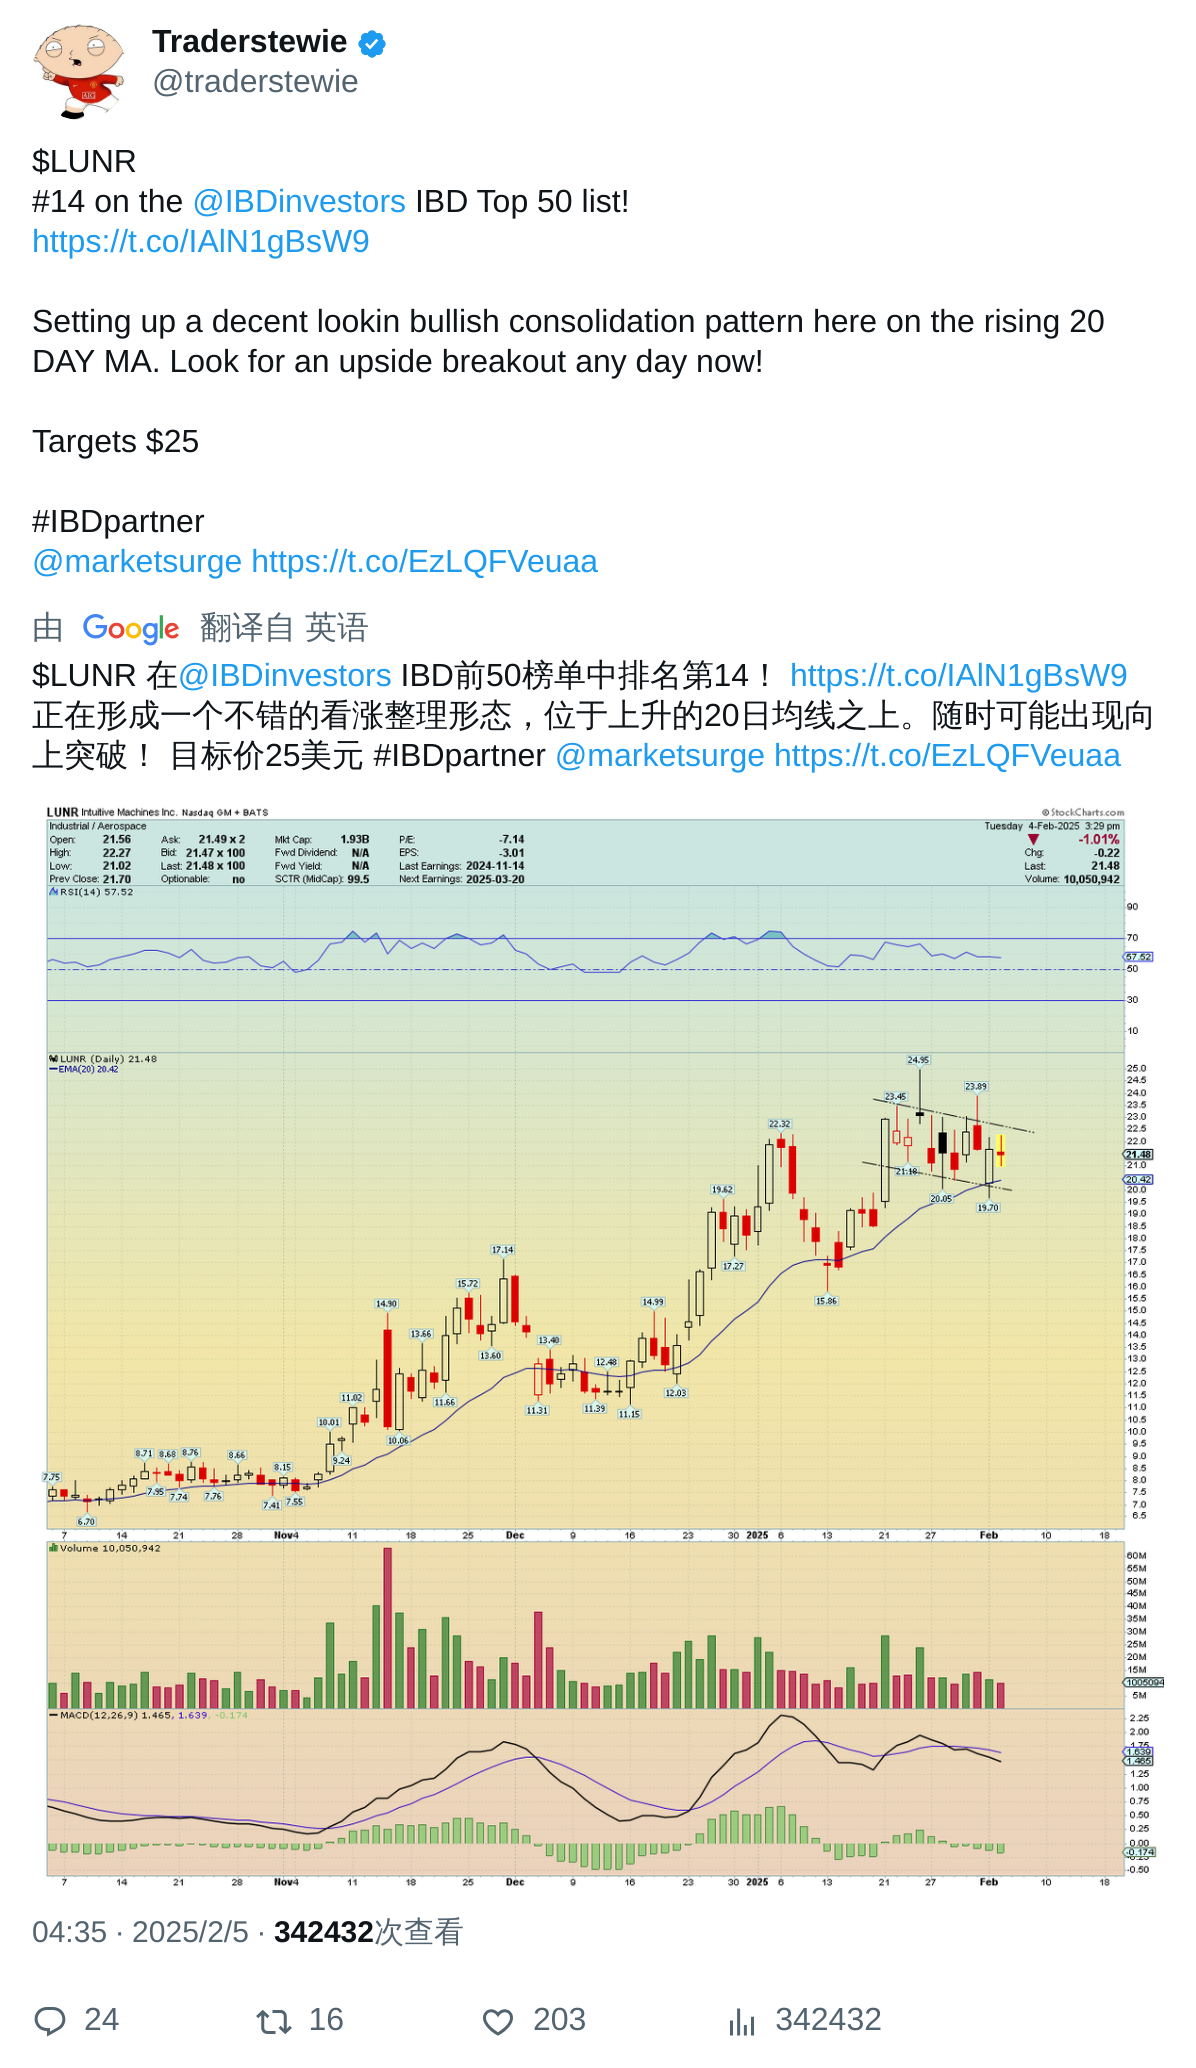 Traderstewie
@traderstewie
AIG
$LUNR
#14 on the @IBDinvestors IBD Top 50 list!
https://t.co/IAlN1gBsW9
Setting up a decent lookin bullish consolidation pattern here on the rising 20
DAY MA. Look for an upside breakout any day now!
Targets $25
#IBDpartner
@marketsurge https://t.co/EzLQFVeuaa
由 Google 翻译自 英语
$LUNR 在@IBDinvestors IBD前50榜单中排名第14！ https://t.co/IAlN1gBsW9
正在形成一个不错的看涨整理形态，位于上升的20日均线之上。随时可能出现向
上突破！ 目标价25美元 #IBDpartner @marketsurge https://t.co/EzLQFVeuaa
LUNR Intuitive Machines Inc. Nasdaq GM + BATS © StockCharts.com
Industrial / Aerospace Tuesday 4-Feb-2025 3:29 pm
Open: 21.56 Ask: 21.49 x 2 Mkt Cap: 1.93B P/E: -7.14 ▼ -1.01%
High: 22.27 Bid: 21.47 x 100 Fwd Dividend: N/A EPS: -3.01 Chg: -0.22
Low: 21.02 Last: 21.48 x 100 Fwd Yield: N/A Last Earnings: 2024-11-14 Last: 21.48
Prev Close: 21.70 Optionable: no SCTR (MidCap): 99.5 Next Earnings: 2025-03-20 Volume: 10,050,942
RSI(14) 57.52
90
70
57.52
50
30
10
LUNR (Daily) 21.48
EMA(20) 20.42
24.95
23.89
23.45
22.32
21.18
20.05
19.70
19.62
17.27
17.14
15.86
15.72
14.99
14.90
13.66
13.60
13.40
12.48
12.03
11.66
11.31
11.39
11.15
11.02
10.01
10.06
9.24
8.71 8.68 8.76 8.66
8.15
7.75
7.95
7.74
7.76
7.41
7.55
6.70
25.0
24.5
24.0
23.5
23.0
22.5
22.0
21.48
21.0
20.42
20.0
19.5
19.0
18.5
18.0
17.5
17.0
16.5
16.0
15.5
15.0
14.5
14.0
13.5
13.0
12.5
12.0
11.5
11.0
10.5
10.0
9.5
9.0
8.5
8.0
7.5
7.0
6.5
7 14 21 28 Nov 4 11 18 25 Dec 9 16 23 30 2025 6 13 21 27 Feb 10 18
Volume 10,050,942
60M
55M
50M
45M
40M
35M
30M
25M
20M
15M
1005094
5M
MACD(12,26,9) 1.465, 1.639, -0.174
2.25
2.00
1.75
1.639
1.465
1.25
1.00
0.75
0.50
0.25
0.00
-0.174
-0.25
-0.50
7 14 21 28 Nov 4 11 18 25 Dec 9 16 23 30 2025 6 13 21 27 Feb 10 18
04:35 · 2025/2/5 · 342432次查看
24 16 203 342432